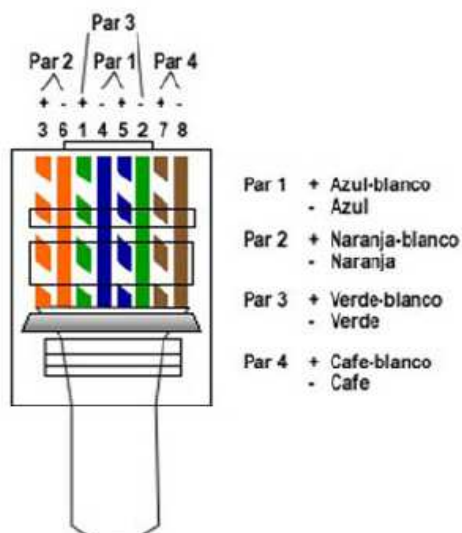 Par 3
Par 2 Par 1 Par 4
+ - + - + - + -
3 6 1 4 5 2 7 8
Par 1 + Azul-blanco
- Azul
Par 2 + Naranja-blanco
- Naranja
Par 3 + Verde-blanco
- Verde
Par 4 + Cafe-blanco
- Cafe